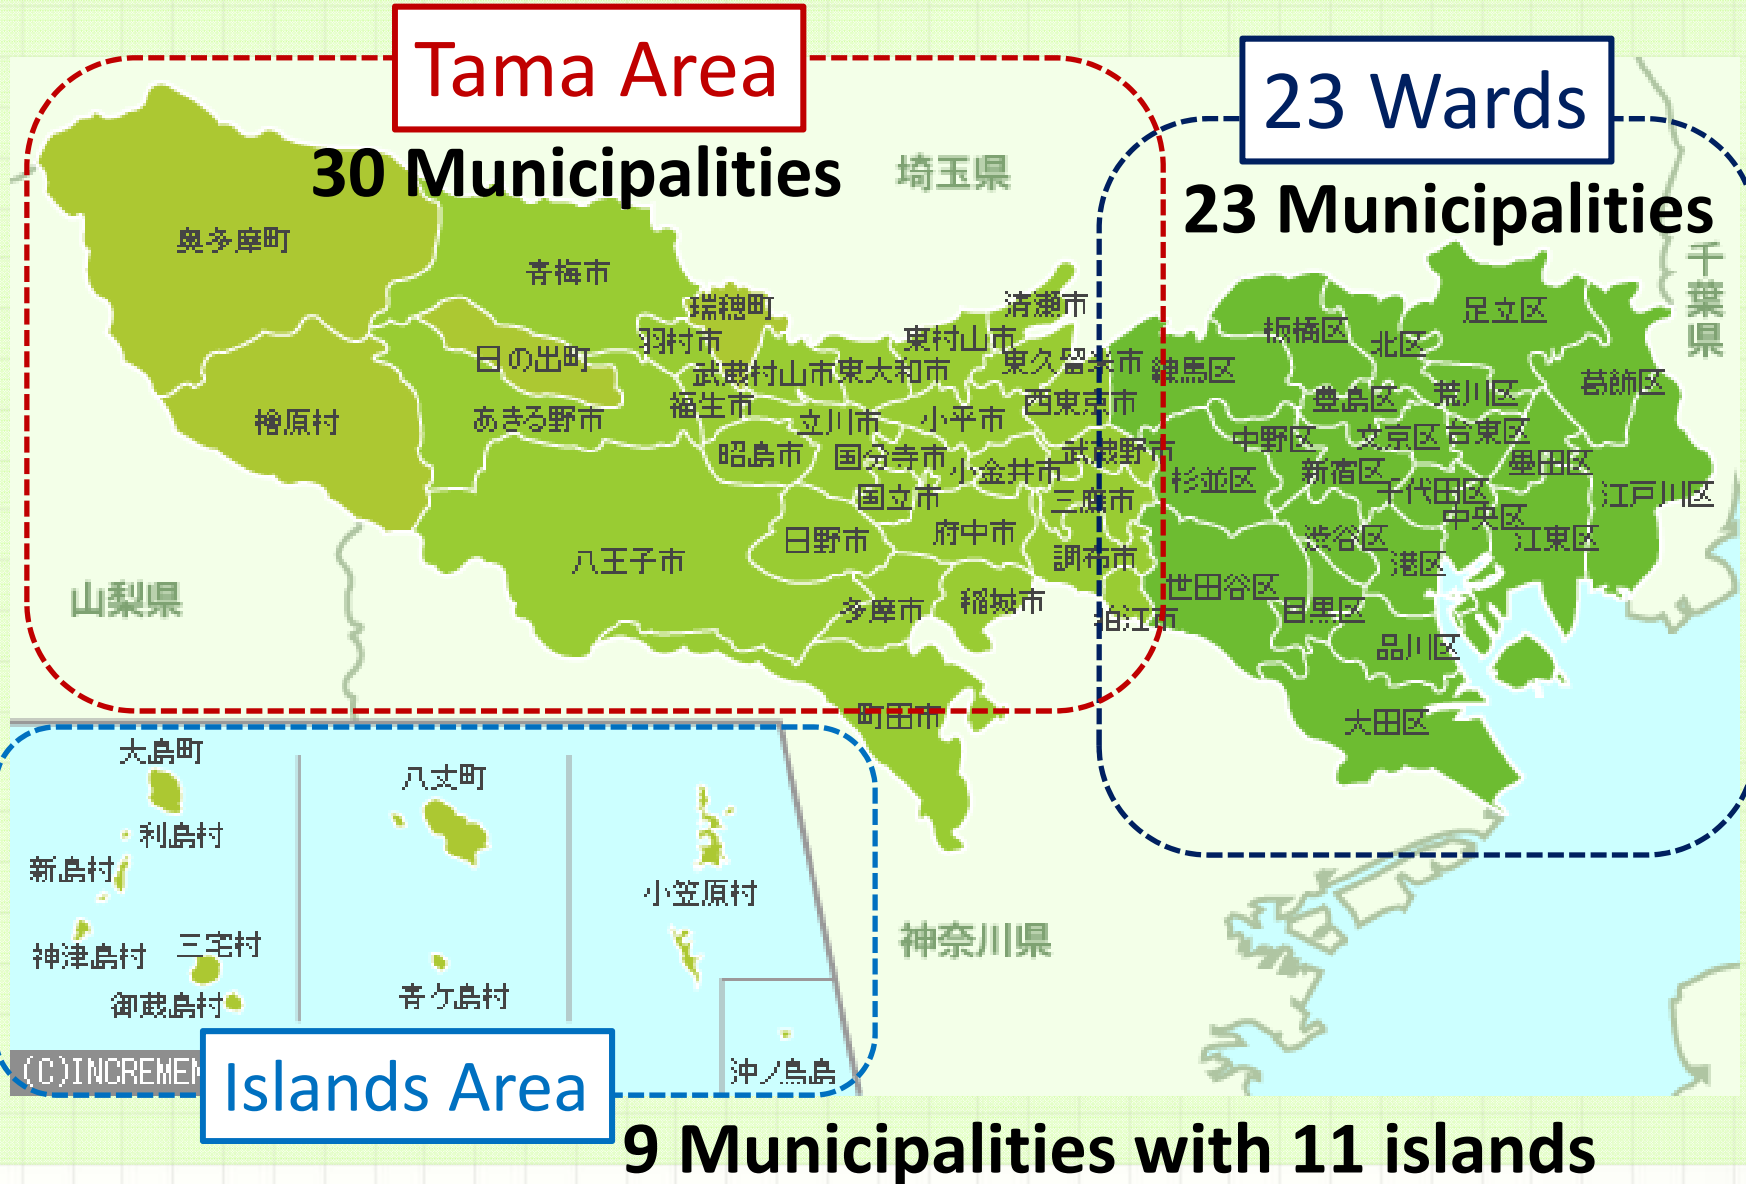 Tama Area
23 Wards
30 Municipalities
埼玉県
23 Municipalities
千葉県
奥多摩町
青梅市
瑞穂町
清瀬市
足立区
羽村市
東村山市
板橋区
北区
日の出町
武蔵村山市
東大和市
東久留米市
練馬区
葛飾区
福生市
西東京市
豊島区
荒川区
檜原村
あきる野市
立川市
小平市
中野区
文京区
台東区
昭島市
国分寺市
小金井市
武蔵野市
杉並区
新宿区
墨田区
国立市
三鷹市
千代田区
江戸川区
中央区
八王子市
日野市
府中市
調布市
渋谷区
港区
江東区
山梨県
多摩市
稲城市
狛江市
世田谷区
目黒区
品川区
町田市
大田区
大島町
八丈町
利島村
新島村
小笠原村
神津島村
三宅村
神奈川県
御蔵島村
青ケ島村
沖ノ鳥島
(C)INCREMEN
Islands Area
9 Municipalities with 11 islands